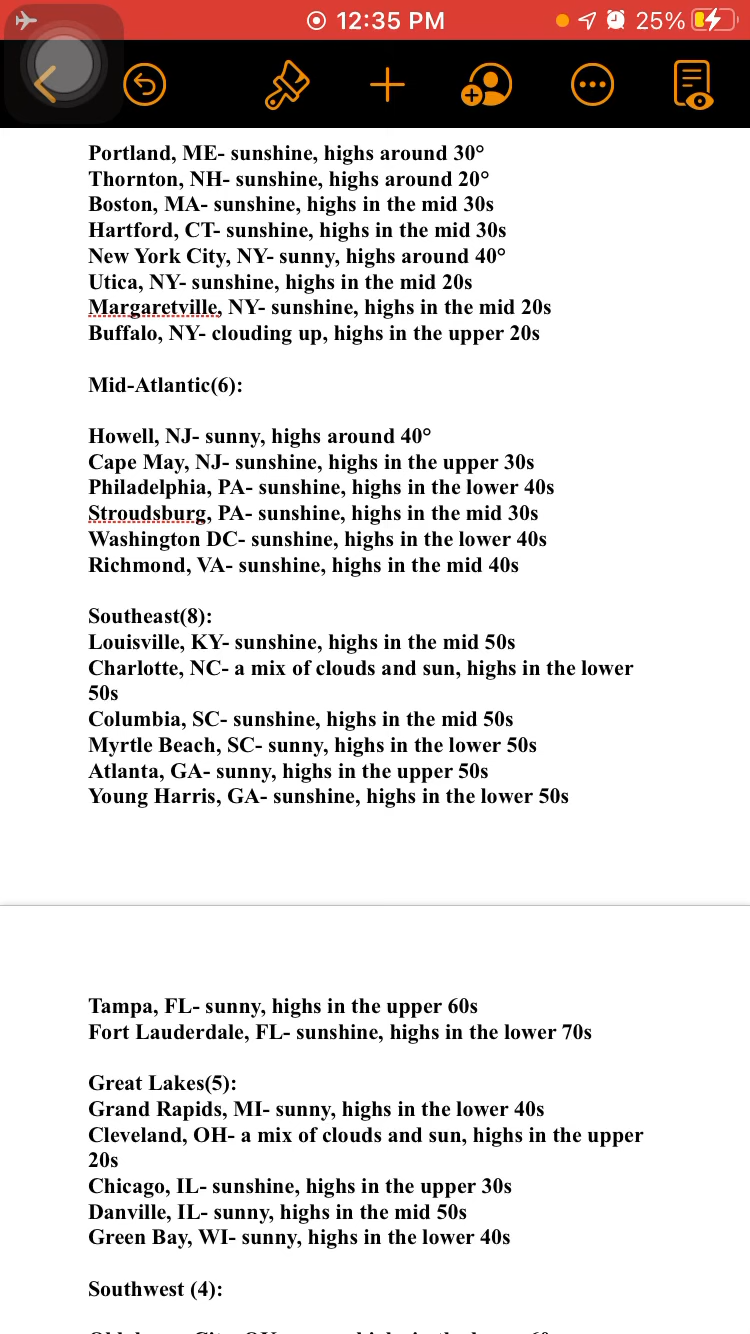 12:35 PM
25%
Portland, ME- sunshine, highs around 30°
Thornton, NH- sunshine, highs around 20°
Boston, MA- sunshine, highs in the mid 30s
Hartford, CT- sunshine, highs in the mid 30s
New York City, NY- sunny, highs around 40°
Utica, NY- sunshine, highs in the mid 20s
Margaretville, NY- sunshine, highs in the mid 20s
Buffalo, NY- clouding up, highs in the upper 20s
Mid-Atlantic(6):
Howell, NJ- sunny, highs around 40°
Cape May, NJ- sunshine, highs in the upper 30s
Philadelphia, PA- sunshine, highs in the lower 40s
Stroudsburg, PA- sunshine, highs in the mid 30s
Washington DC- sunshine, highs in the lower 40s
Richmond, VA- sunshine, highs in the mid 40s
Southeast(8):
Louisville, KY- sunshine, highs in the mid 50s
Charlotte, NC- a mix of clouds and sun, highs in the lower
50s
Columbia, SC- sunshine, highs in the mid 50s
Myrtle Beach, SC- sunny, highs in the lower 50s
Atlanta, GA- sunny, highs in the upper 50s
Young Harris, GA- sunshine, highs in the lower 50s
Tampa, FL- sunny, highs in the upper 60s
Fort Lauderdale, FL- sunshine, highs in the lower 70s
Great Lakes(5):
Grand Rapids, MI- sunny, highs in the lower 40s
Cleveland, OH- a mix of clouds and sun, highs in the upper
20s
Chicago, IL- sunshine, highs in the upper 30s
Danville, IL- sunny, highs in the mid 50s
Green Bay, WI- sunny, highs in the lower 40s
Southwest (4):